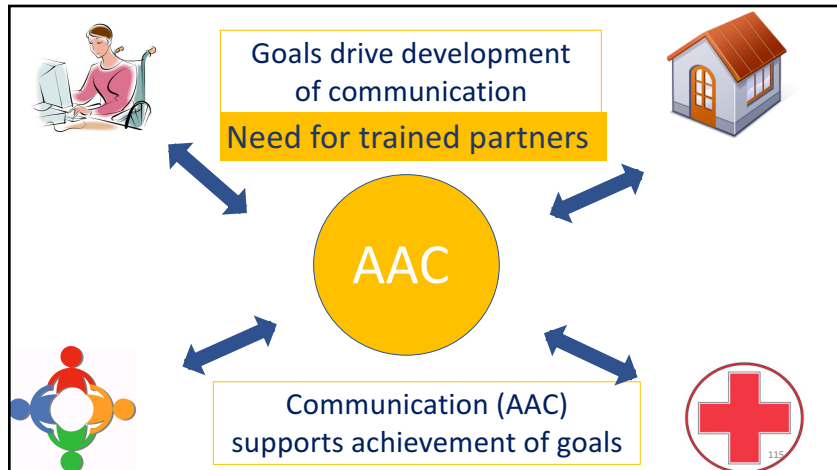 Goals drive development
of communication
Need for trained partners
AAC
Communication (AAC)
supports achievement of goals
115